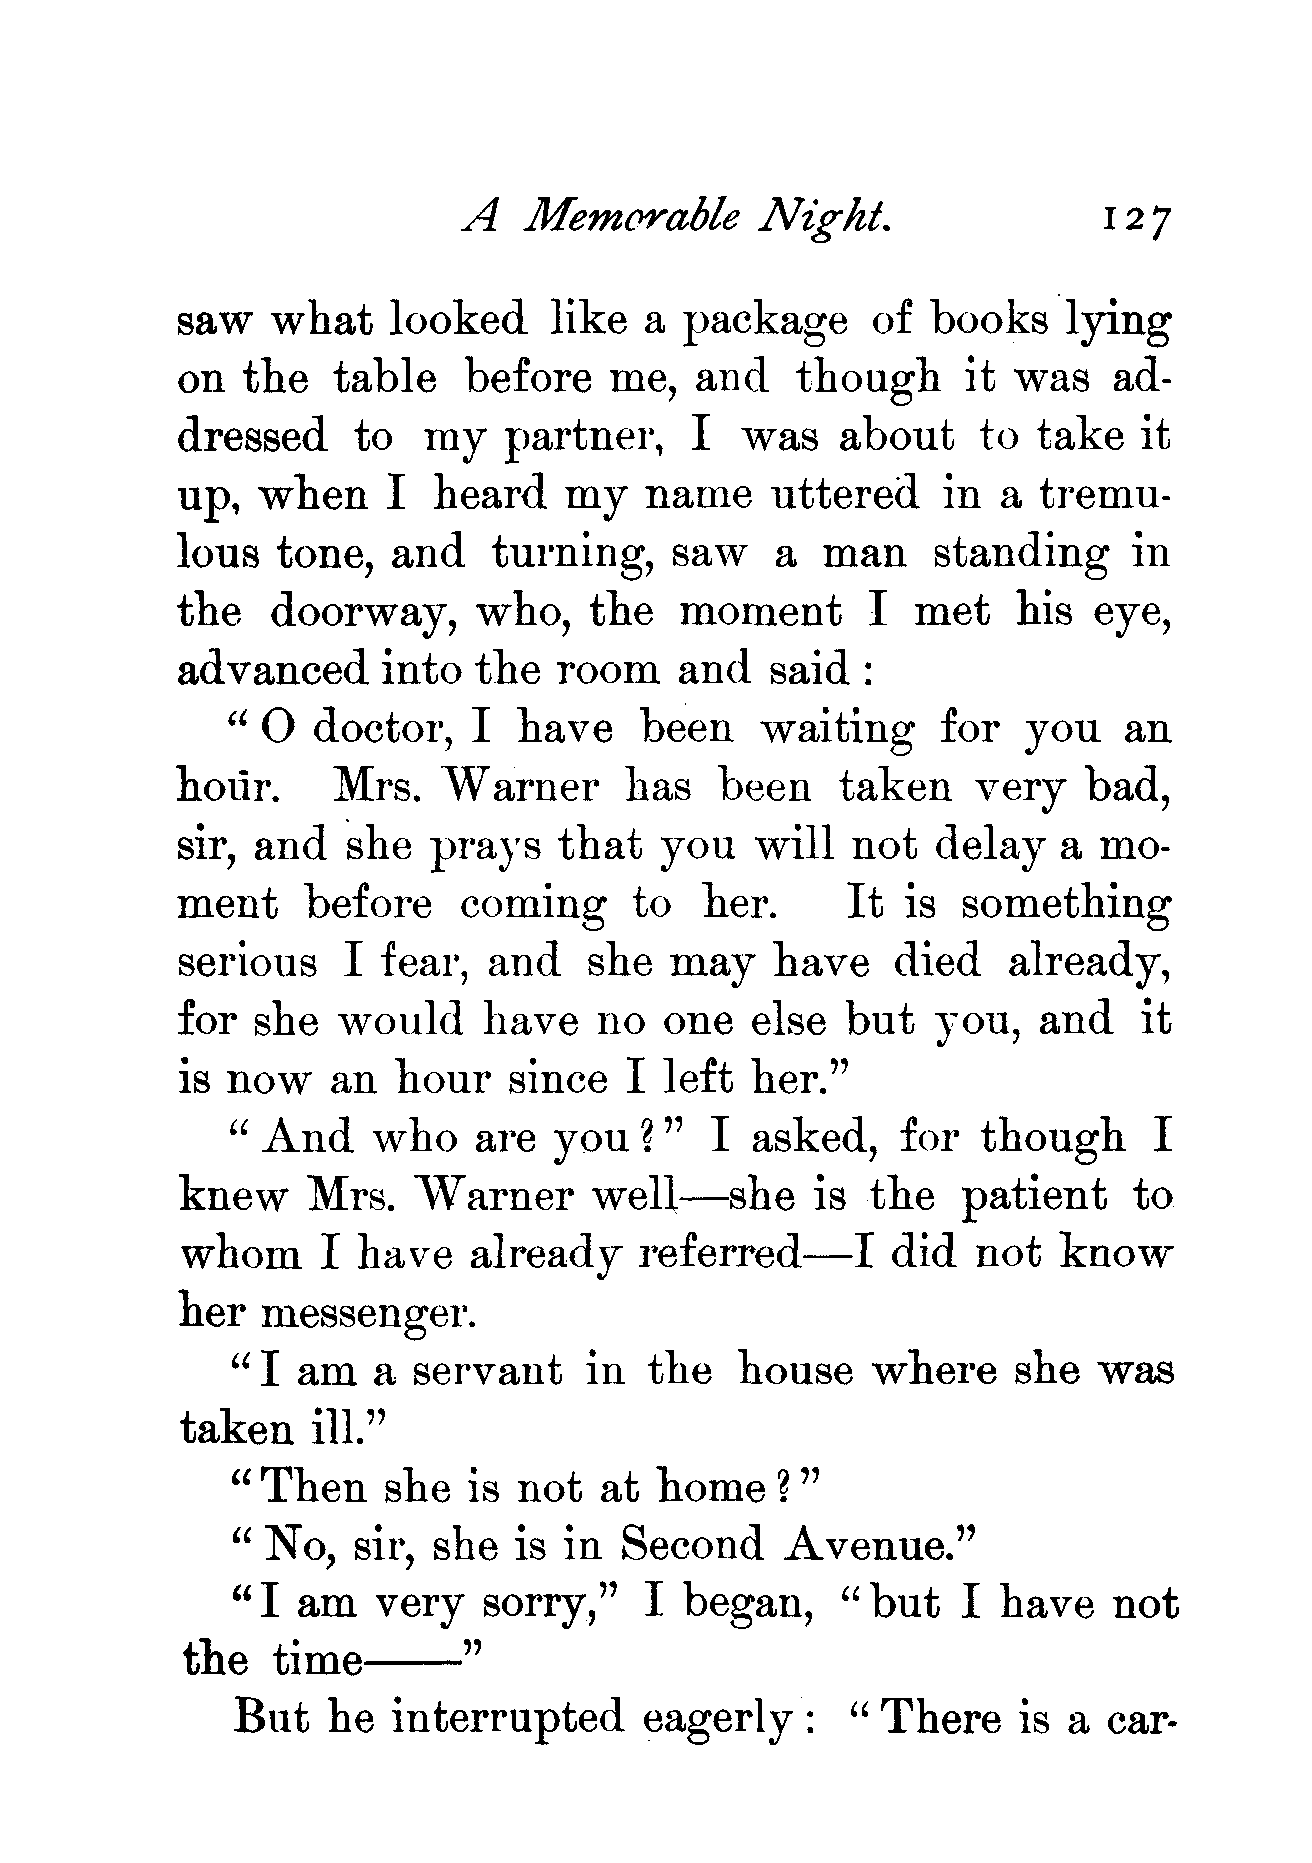 A Memorable Night. 127
saw what looked like a package of books lying
on the table before me, and though it was ad-
dressed to my partner, I was about to take it
up, when I heard my name uttered in a tremu-
lous tone, and turning, saw a man standing in
the doorway, who, the moment I met his eye,
advanced into the room and said :
“ O doctor, I have been waiting for you an
hour. Mrs. Warner has been taken very bad,
sir, and she prays that you will not delay a mo-
ment before coming to her. It is something
serious I fear, and she may have died already,
for she would have no one else but you, and it
is now an hour since I left her.”
“ And who are you ? ” I asked, for though I
knew Mrs. Warner well—she is the patient to
whom I have already referred—I did not know
her messenger.
“ I am a servant in the house where she was
taken ill.”
“ Then she is not at home ? ”
“ No, sir, she is in Second Avenue.”
“ I am very sorry,” I began, “ but I have not
the time——”
But he interrupted eagerly : “ There is a car-